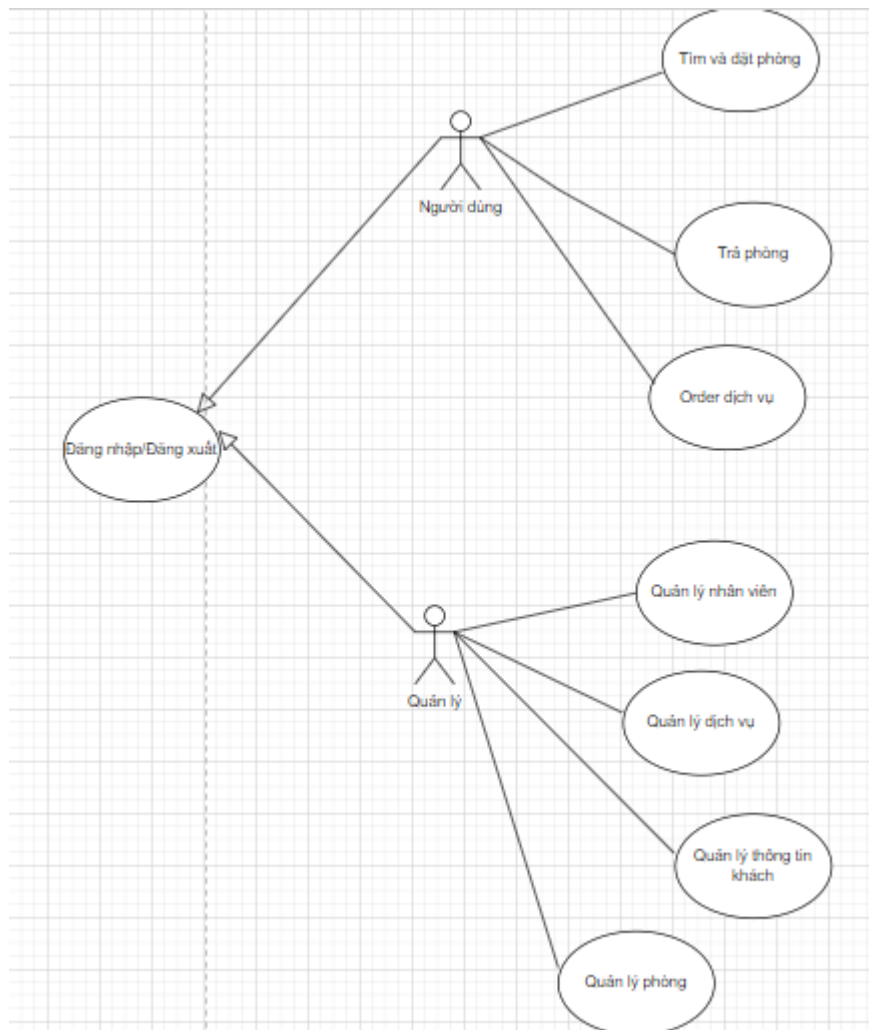 Tìm và đặt phòng
Người dùng
Trả phòng
Order dịch vụ
Đăng nhập/Đăng xuất
Quản lý nhân viên
Quản lý
Quản lý dịch vụ
Quản lý thông tin
khách
Quản lý phòng